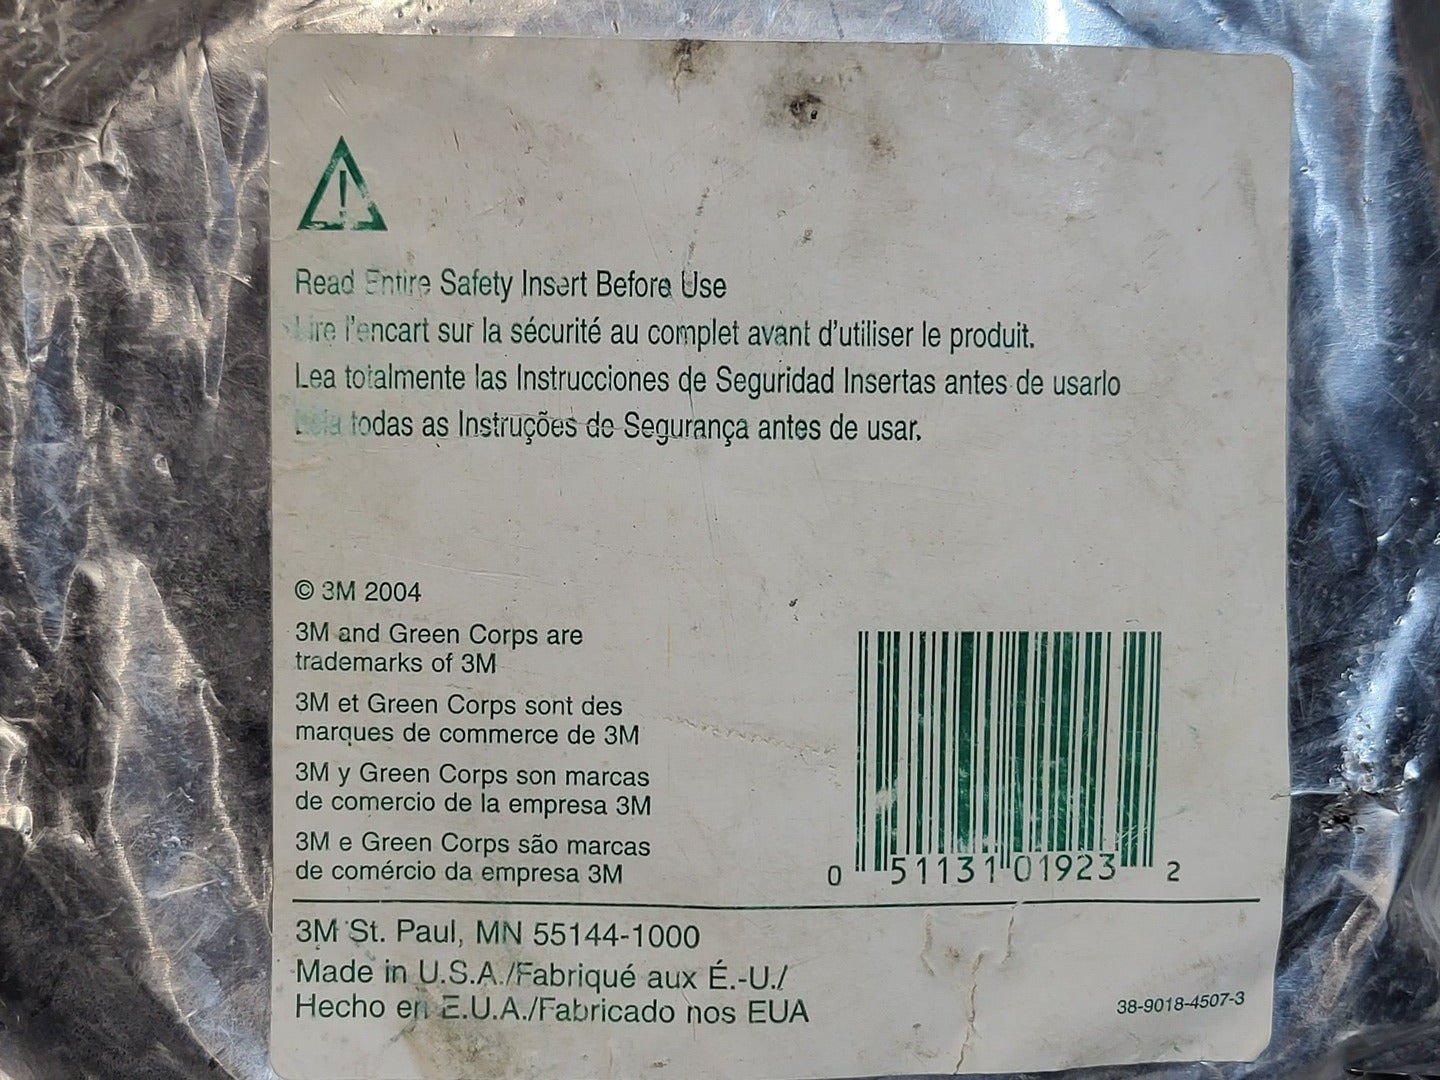 Read Entire Safety Insert Before Use
Lire l'encart sur la sécurité au complet avant d'utiliser le produit.
Lea totalmente las Instrucciones de Seguridad Insertas antes de usarlo
Leia todas as Instruções de Segurança antes de usar.
© 3M 2004
3M and Green Corps are
trademarks of 3M
3M et Green Corps sont des
marques de commerce de 3M
3M y Green Corps son marcas
de comercio de la empresa 3M
3M e Green Corps são marcas
de comércio da empresa 3M
0 51131 01923 2
3M St. Paul, MN 55144-1000
Made in U.S.A./Fabriqué aux É.-U./
Hecho en E.U.A./Fabricado nos EUA
38-9018-4507-3